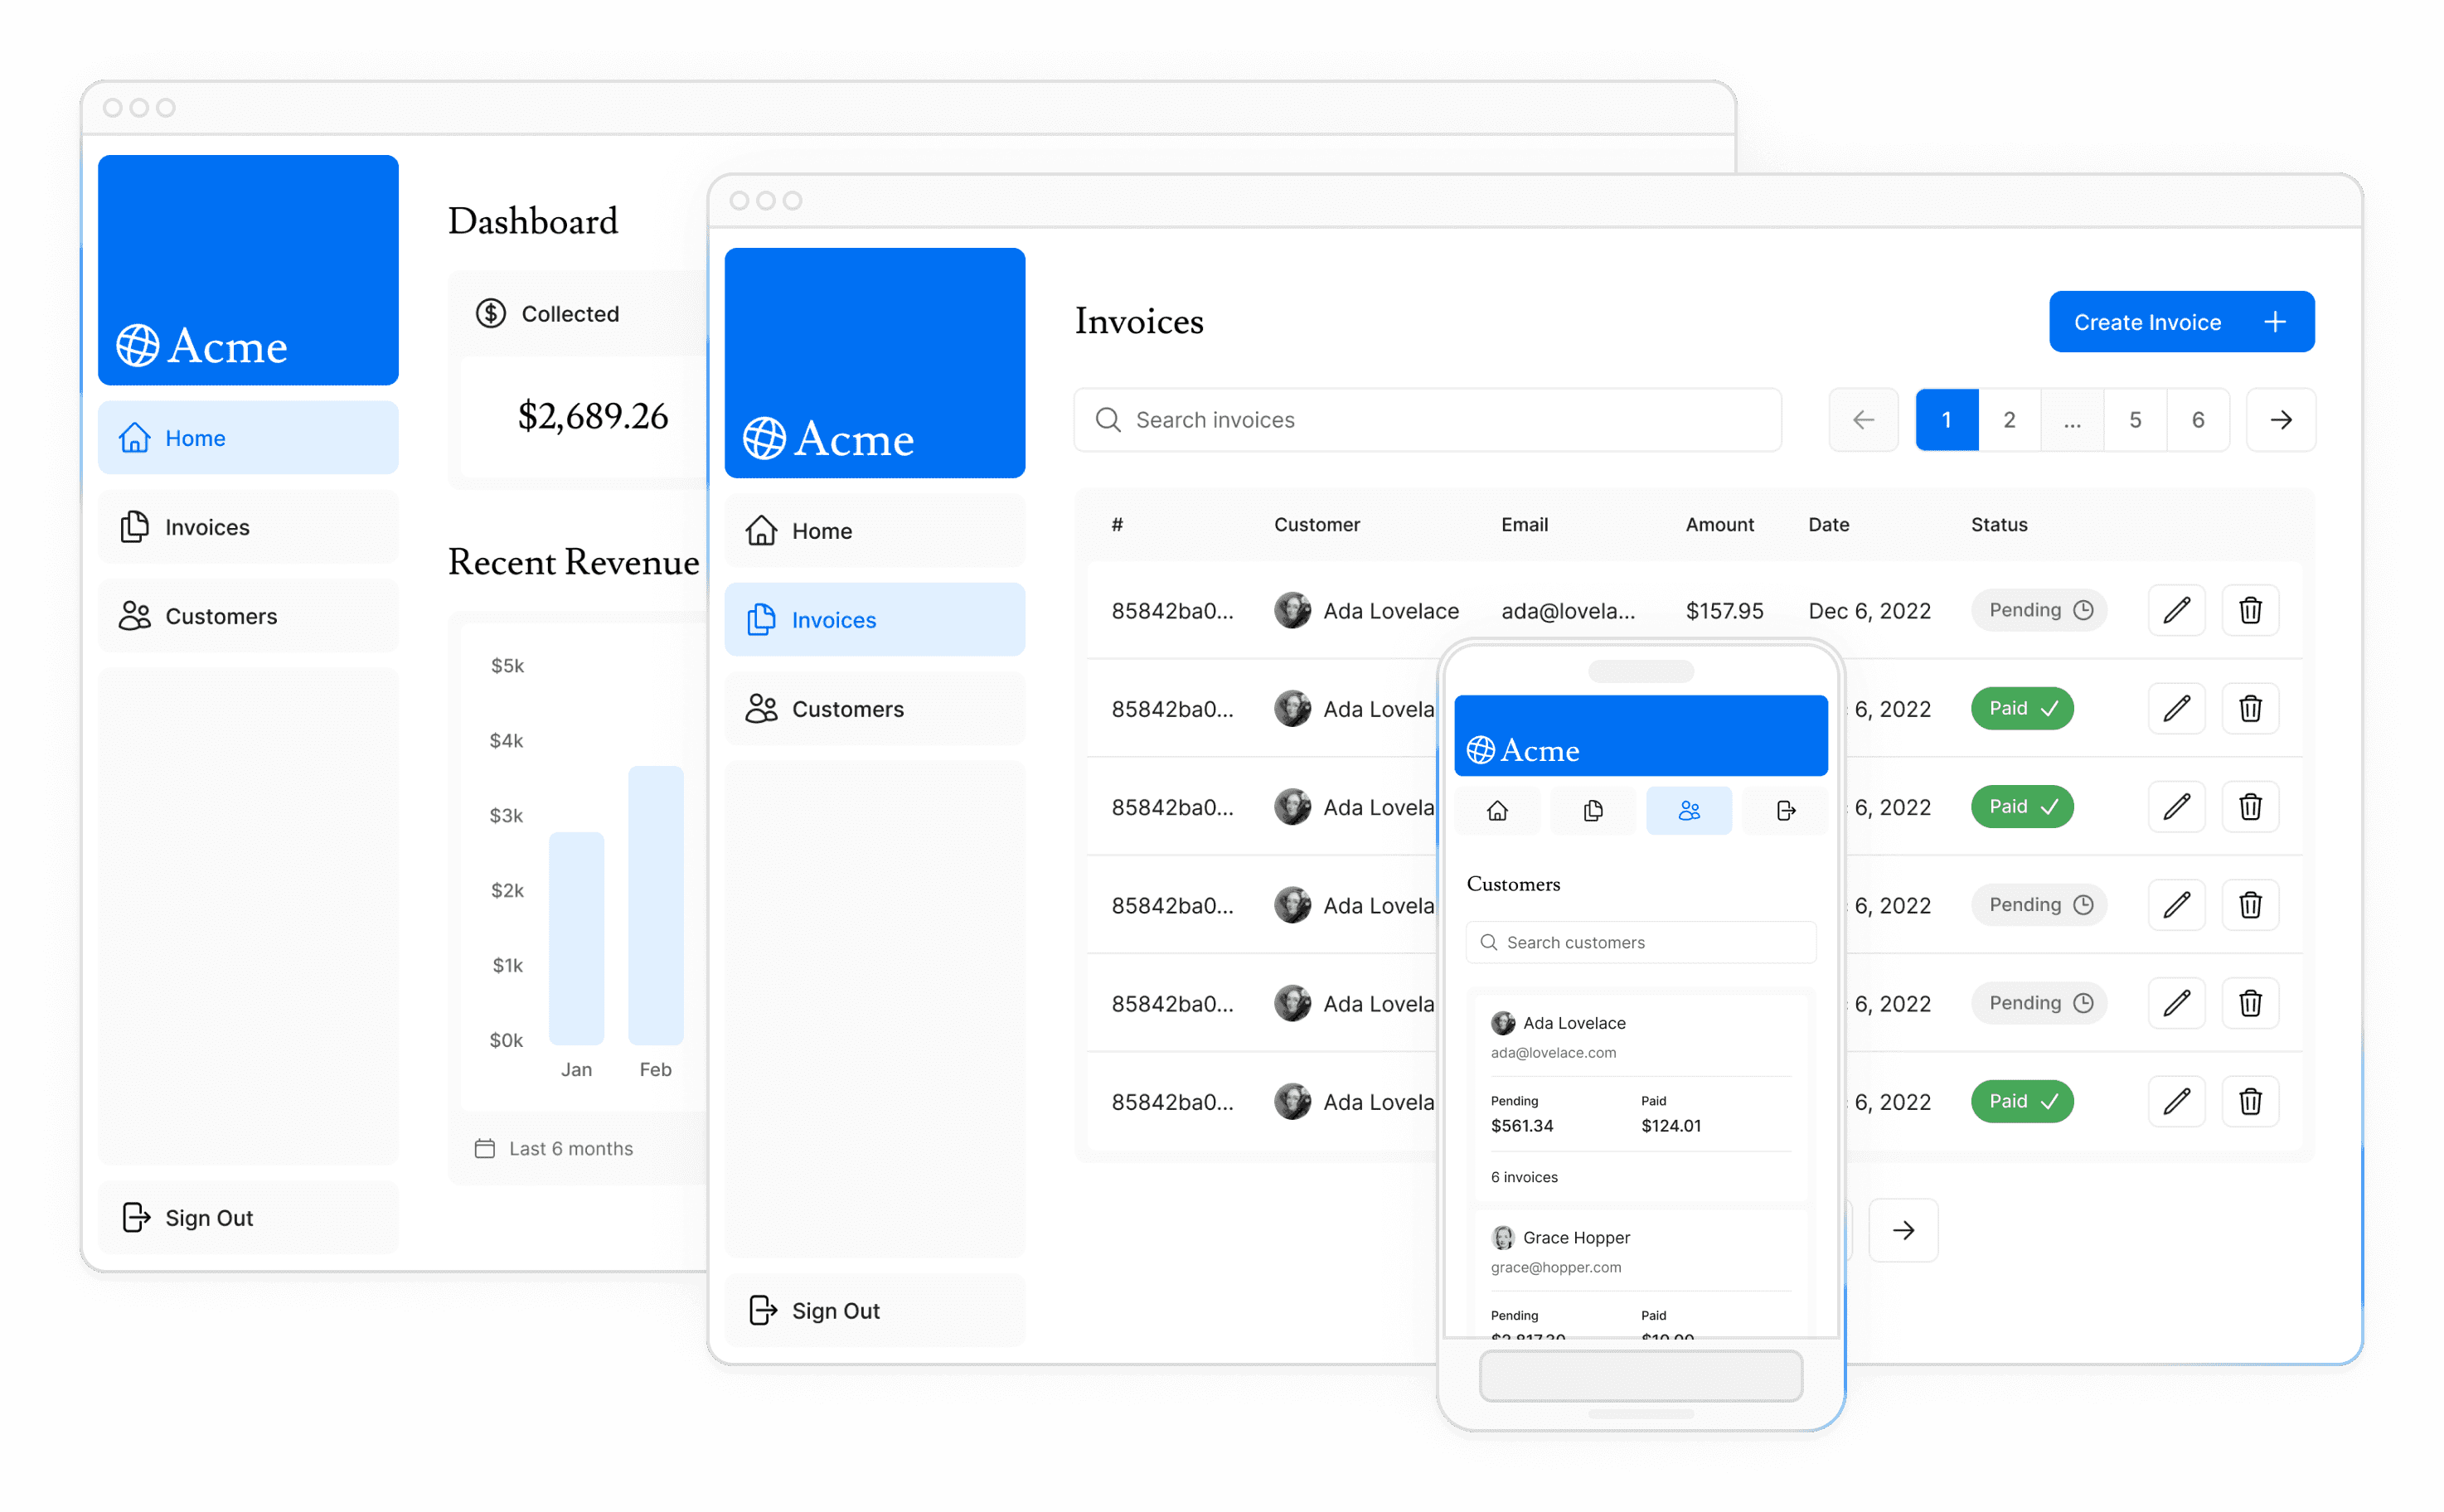 Acme
Home
Invoices
Customers
Sign Out
Dashboard
Collected
$2,689.26
Recent Revenue
$5k
$4k
$3k
$2k
$1k
$0k
Jan Feb
Last 6 months
Acme
Home
Invoices
Customers
Sign Out
Invoices
Create Invoice
Search invoices
1 2 ... 5 6
# Customer Email Amount Date Status
85842ba0... Ada Lovelace ada@lovela... $157.95 Dec 6, 2022 Pending
85842ba0... Ada Lovela 6, 2022 Paid
85842ba0... Ada Lovela 6, 2022 Paid
85842ba0... Ada Lovela 6, 2022 Pending
85842ba0... Ada Lovela 6, 2022 Pending
85842ba0... Ada Lovela 6, 2022 Paid
Acme
Customers
Search customers
Ada Lovelace
ada@lovelace.com
Pending Paid
$561.34 $124.01
6 invoices
Grace Hopper
grace@hopper.com
Pending Paid